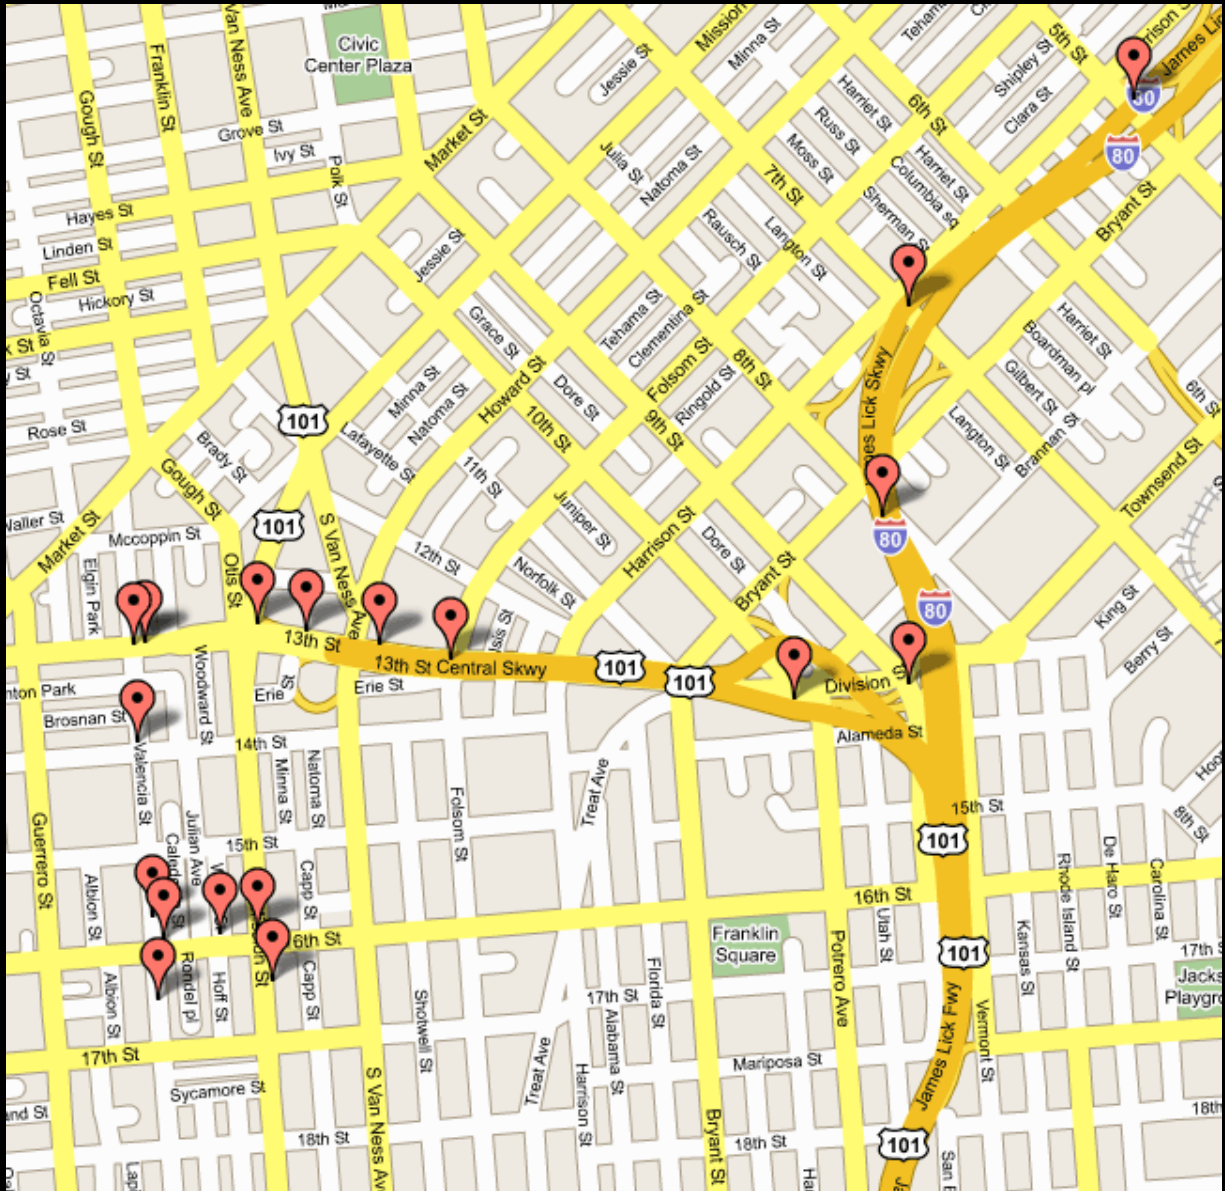 Civic
Center Plaza
Van Ness Ave
Franklin St
Gough St
Grove St
Ivy St
Polk St
Hayes St
Linden St
Fell St
Hickory St
Octavia St
Rose St
Market St
Jessie St
Mission
Minna St
Shipley St
Clara St
5th St
James Li
80
80
Harriet St
6th St
Russ St
Moss St
Harriet St
Columbia sq
Sherman St
7th St
Julia St
Natoma St
Rausch St
Langton St
Bryant St
Jessie St
Grace St
Tehama St
Clementina St
Folsom St
8th St
Ringold St
9th St
Howard St
Dore St
10th St
Minna St
Natoma St
Lafayette St
11th St
Juniper St
Harrison St
Dore St
Bryant St
Harriet St
Boardman pl
Gilbert St
Brannan St
Langton St
6th St
Townsend St
101
Brady St
Gough St
101
S Van Ness Ave
Waller St
Market St
Mccoppin St
Elgin Park
Otis St
12th St
Norfolk St
80
80
King St
Berry St
13th St
13th St Central Skwy
101
101
Division St
Alameda St
Woodward St
Erie St
Erie St
nton Park
Brosnan St
14th St
Valencia St
Minna St
Natoma St
Folsom St
Treat Ave
Guerrero St
Julian Ave
15th St
15th St
101
8th St
Albion St
Capp St
16th St
Rhode Island St
De Haro St
Carolina St
Franklin
Square
Potrero Ave
Utah St
101
Kansas St
17th S
Jacks
Playgro
Albion St
Rondel pl
Hoff St
Capp St
Shotwell St
17th St
Florida St
Alabama St
James Lick Fwy
Vermont St
17th St
Sycamore St
S Van Ness Av
Treat Ave
Harrison St
Mariposa St
18th St
Bryant St
18th St
101
18th